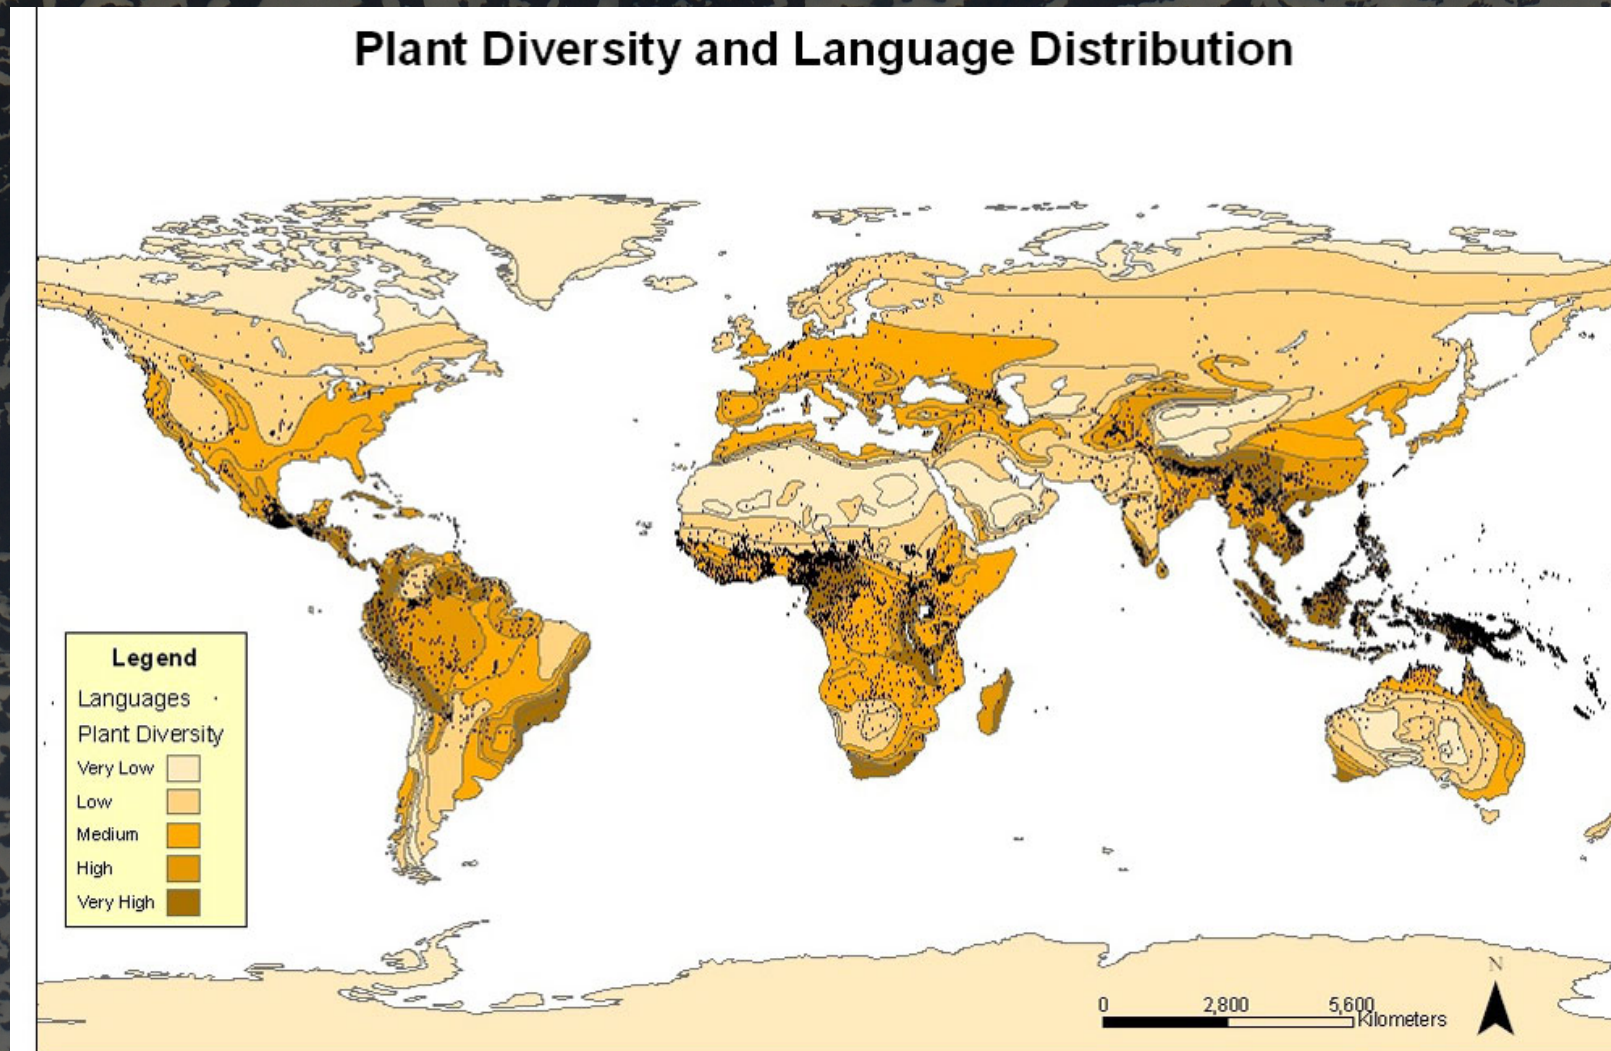 Plant Diversity and Language Distribution
Legend
Languages
Plant Diversity
Very Low
Low
Medium
High
Very High
N
0 2,800 5,600
Kilometers